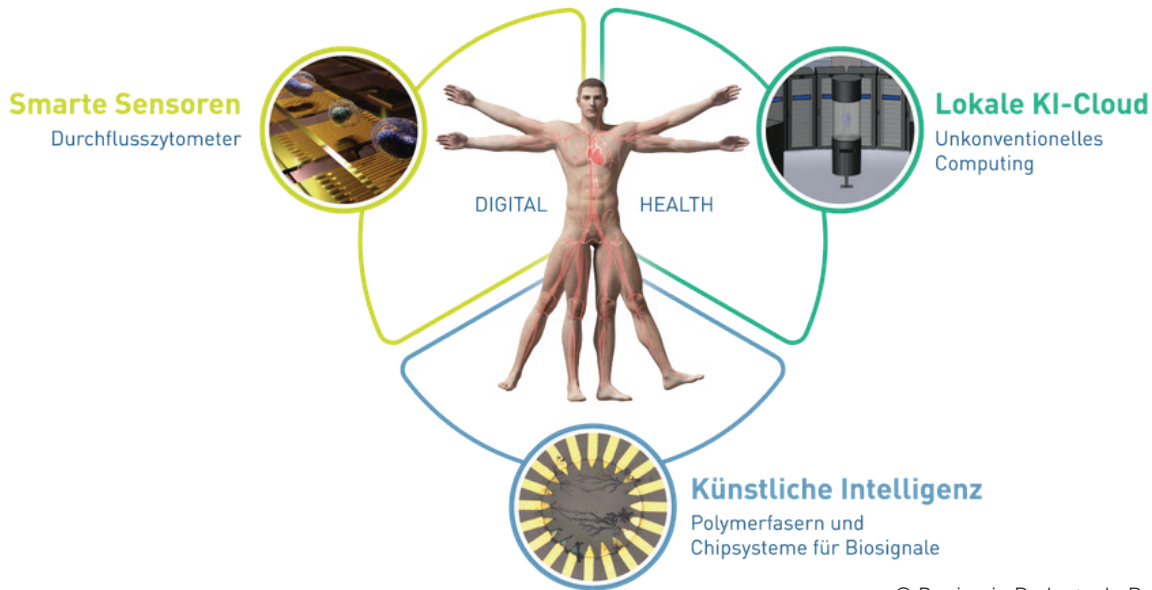 Smarte Sensoren
Durchflusszytometer
Lokale KI-Cloud
Unkonventionelles
Computing
DIGITAL HEALTH
Künstliche Intelligenz
Polymerfasern und
Chipsysteme für Biosignale